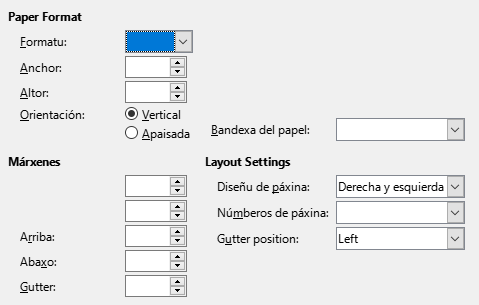 Paper Format
Formatu:
Anchor:
Altor:
Orientación: Vertical
Apaisada
Bandexa del papel:
Márxenes
Layout Settings
Diseñu de páxina: Derecha y esquierda
Númberos de páxina:
Arriba:
Gutter position: Left
Abaxo:
Gutter: